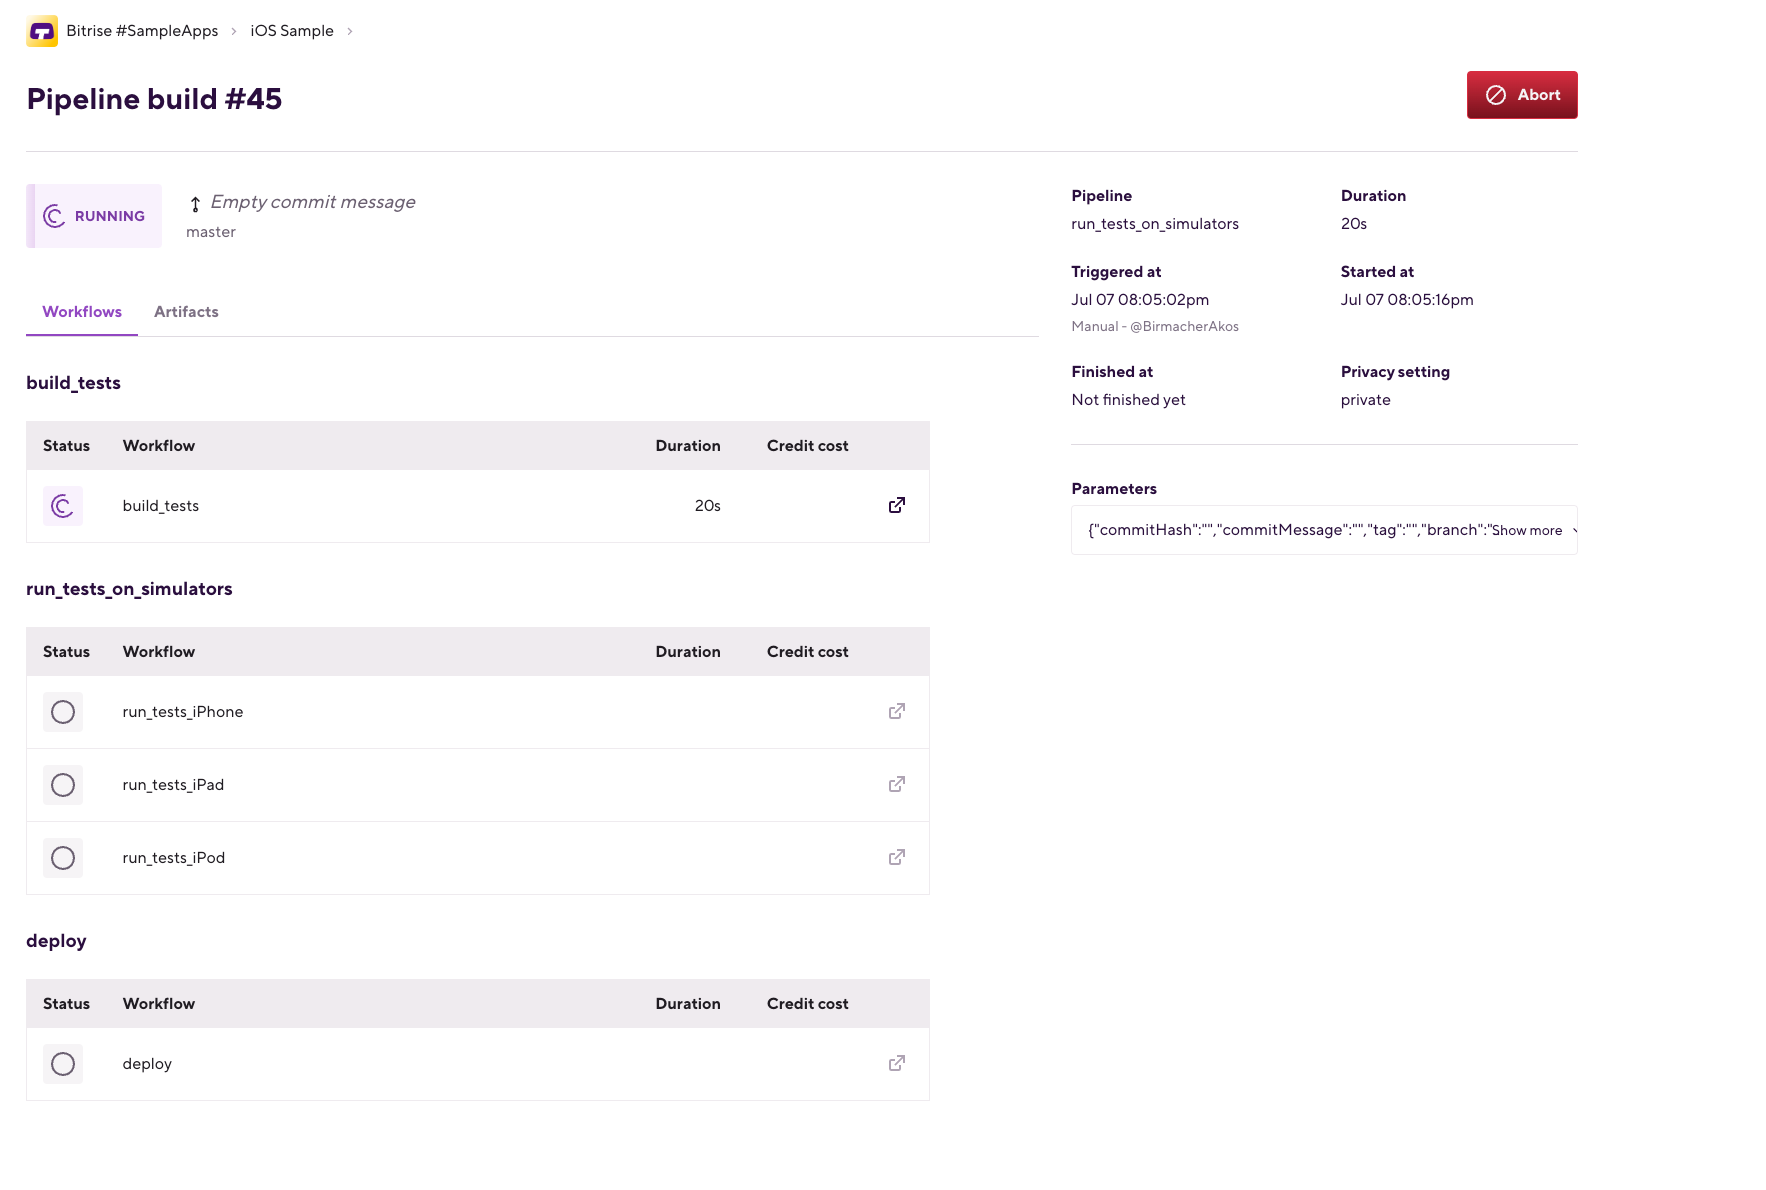 Bitrise #SampleApps > iOS Sample >
Pipeline build #45
Abort
RUNNING
Empty commit message
master
Workflows Artifacts
build_tests
Status Workflow Duration Credit cost
build_tests 20s
run_tests_on_simulators
Status Workflow Duration Credit cost
run_tests_iPhone
run_tests_iPad
run_tests_iPod
deploy
Status Workflow Duration Credit cost
deploy
Pipeline Duration
run_tests_on_simulators 20s
Triggered at Started at
Jul 07 08:05:02pm Jul 07 08:05:16pm
Manual - @BirmacherAkos
Finished at Privacy setting
Not finished yet private
Parameters
{"commitHash":"","commitMessage":"","tag":"","branch":"Show more